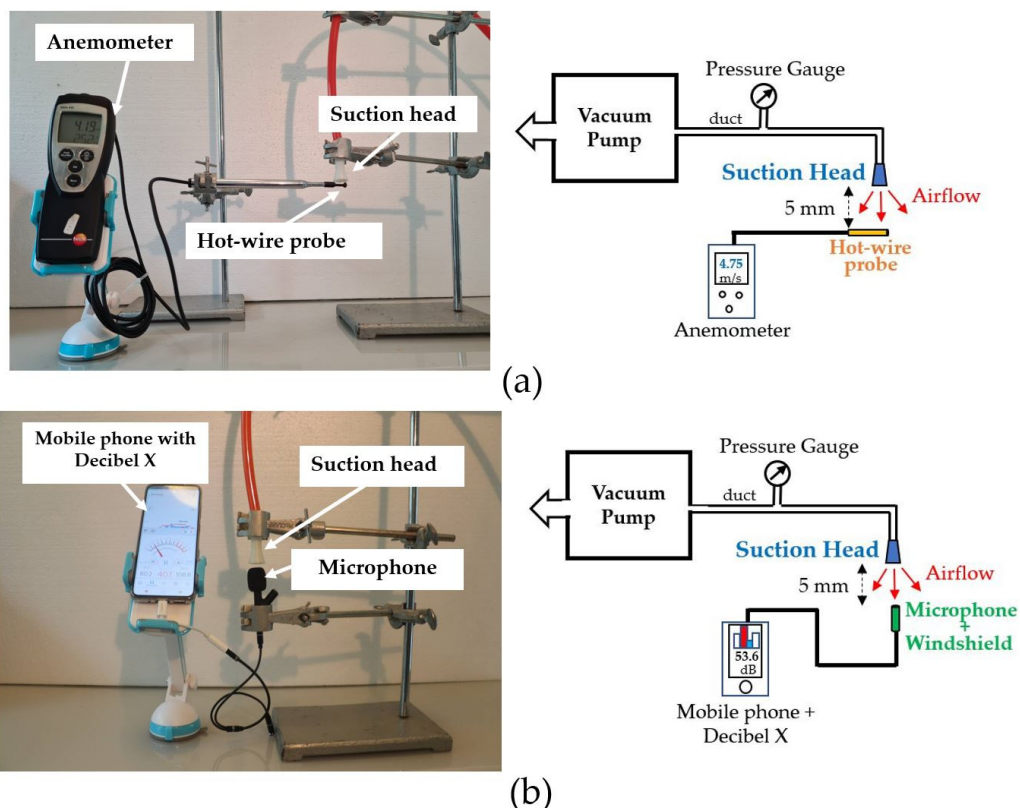 Anemometer
Suction head
Hot-wire probe
4.19
Pressure Gauge
Vacuum
Pump
duct
Suction Head
5 mm
Airflow
Hot-wire
probe
4.75
m/s
Anemometer
(a)
Mobile phone with
Decibel X
Suction head
Microphone
Pressure Gauge
Vacuum
Pump
duct
Suction Head
5 mm
Airflow
Microphone
+
Windshield
53.6
dB
Mobile phone +
Decibel X
(b)